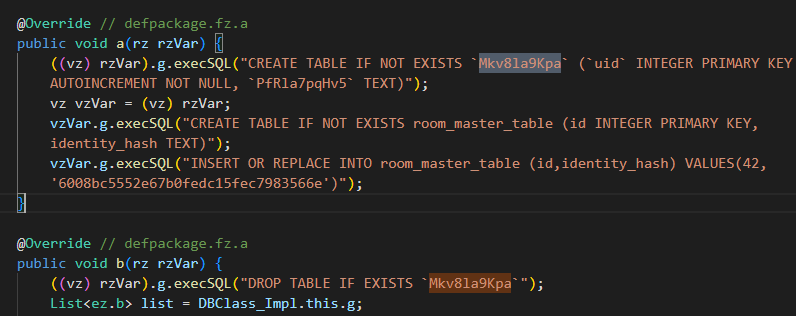 @Override // defpackage.fz.a
public void a(rz rzVar) {
((vz) rzVar).g.execSQL("CREATE TABLE IF NOT EXISTS `Mkv8la9Kpa` (`uid` INTEGER PRIMARY KEY
AUTOINCREMENT NOT NULL, `PfRla7pqHv5` TEXT)");
vz vzVar = (vz) rzVar;
vzVar.g.execSQL("CREATE TABLE IF NOT EXISTS room_master_table (id INTEGER PRIMARY KEY,
identity_hash TEXT)");
vzVar.g.execSQL("INSERT OR REPLACE INTO room_master_table (id,identity_hash) VALUES(42,
'6008bc5552e67b0fedc15fec7983566e')");
}
@Override // defpackage.fz.a
public void b(rz rzVar) {
((vz) rzVar).g.execSQL("DROP TABLE IF EXISTS `Mkv8la9Kpa`");
List<ez.b> list = DBClass_Impl.this.g;